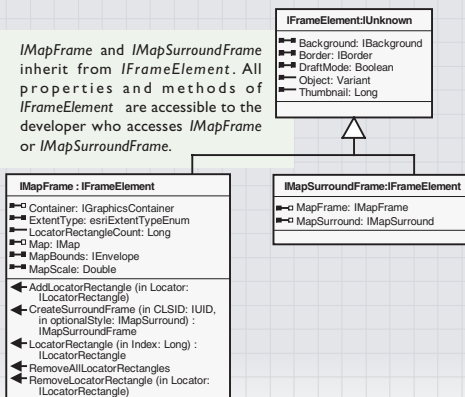 IMapFrame and IMapSurroundFrame
inherit from IFrameElement. All
properties and methods of
IFrameElement are accessible to the
developer who accesses IMapFrame
or IMapSurroundFrame.
IFrameElement:IUnknown
Background: IBackground
Border: IBorder
DraftMode: Boolean
Object: Variant
Thumbnail: Long
IMapFrame : IFrameElement
Container: IGraphicsContainer
ExtentType: esriExtentTypeEnum
LocatorRectangleCount: Long
Map: IMap
MapBounds: IEnvelope
MapScale: Double
AddLocatorRectangle (in Locator:
ILocatorRectangle)
CreateSurroundFrame (in CLSID: IUID,
in optionalStyle: IMapSurround) :
IMapSurroundFrame
LocatorRectangle (in Index: Long) :
ILocatorRectangle
RemoveAllLocatorRectangles
RemoveLocatorRectangle (in Locator:
ILocatorRectangle)
IMapSurroundFrame:IFrameElement
MapFrame: IMapFrame
MapSurround: IMapSurround